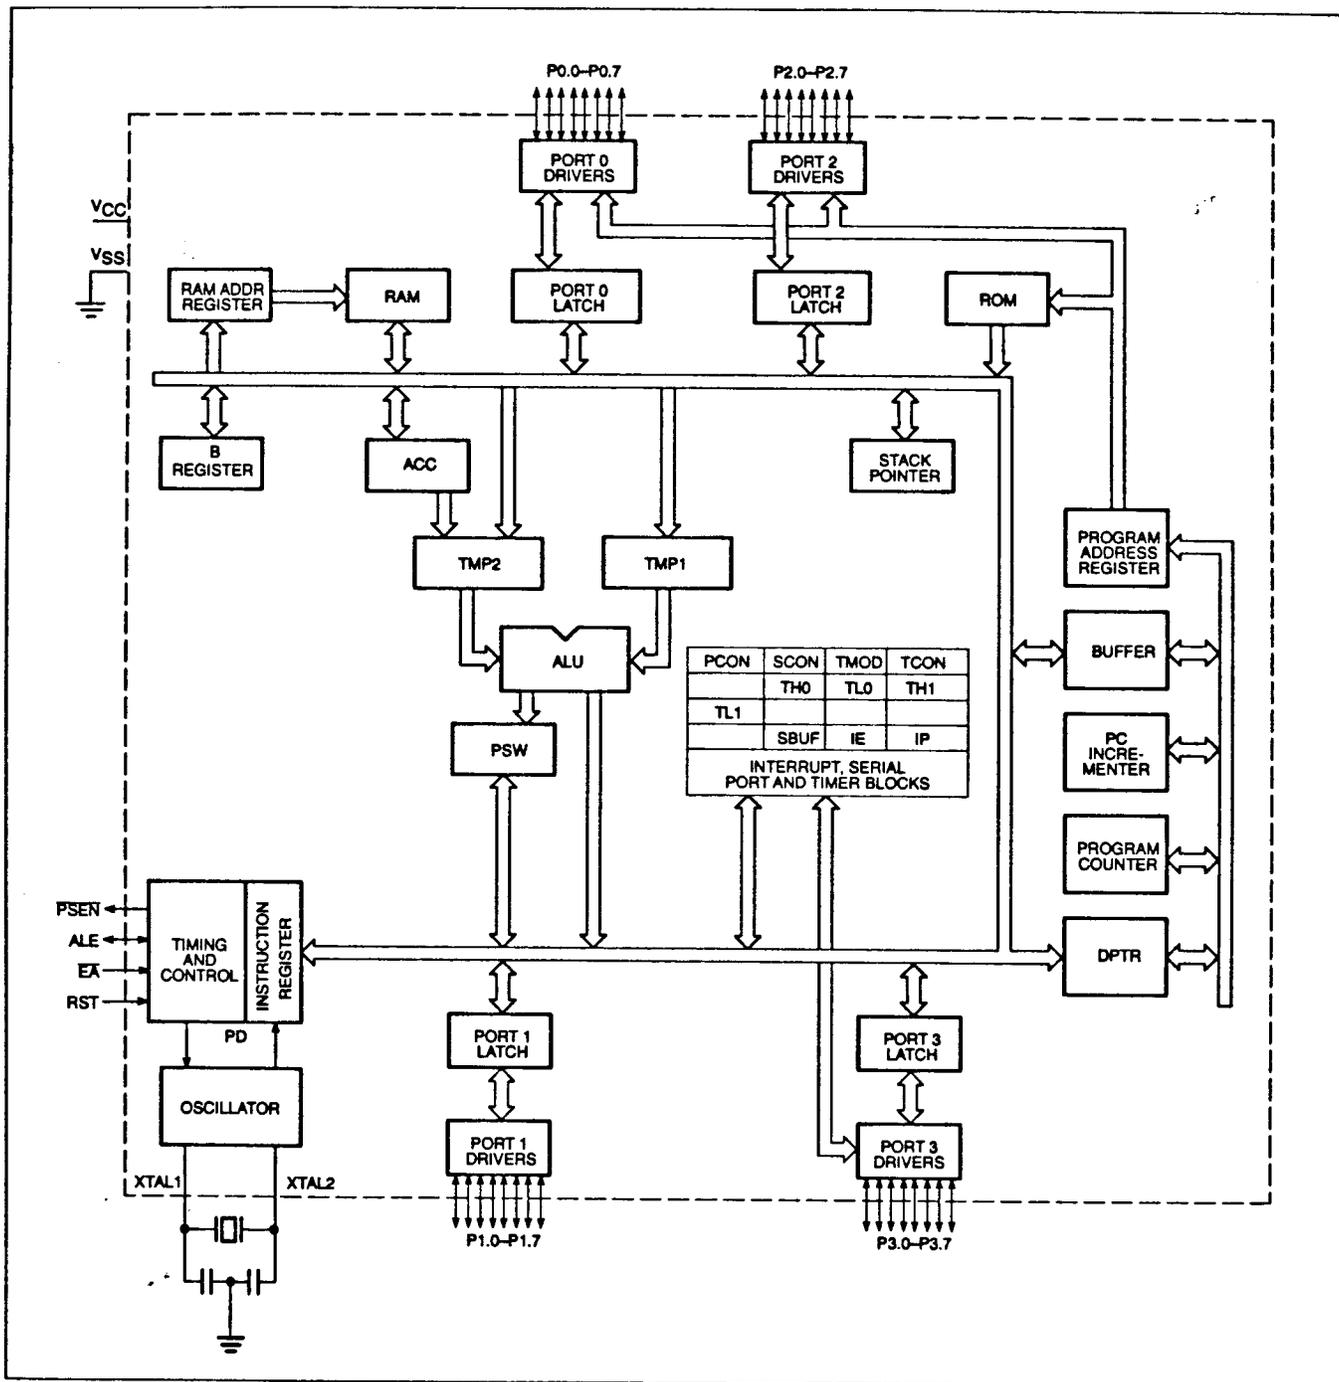 P0.0–P0.7
P2.0–P2.7
PORT 0
DRIVERS
PORT 2
DRIVERS
VCC
VSS
RAM ADDR
REGISTER
RAM
PORT 0
LATCH
PORT 2
LATCH
ROM
B
REGISTER
ACC
STACK
POINTER
TMP2
TMP1
PROGRAM
ADDRESS
REGISTER
ALU
BUFFER
PCON SCON TMOD TCON
TH0 TL0 TH1
TL1
SBUF IE IP
INTERRUPT, SERIAL
PORT AND TIMER BLOCKS
PSW
PC
INCRE-
MENTER
PROGRAM
COUNTER
PSEN
ALE
EA
RST
TIMING
AND
CONTROL
INSTRUCTION
REGISTER
DPTR
PD
PORT 1
LATCH
PORT 3
LATCH
OSCILLATOR
PORT 1
DRIVERS
PORT 3
DRIVERS
XTAL1
XTAL2
P1.0–P1.7
P3.0–P3.7